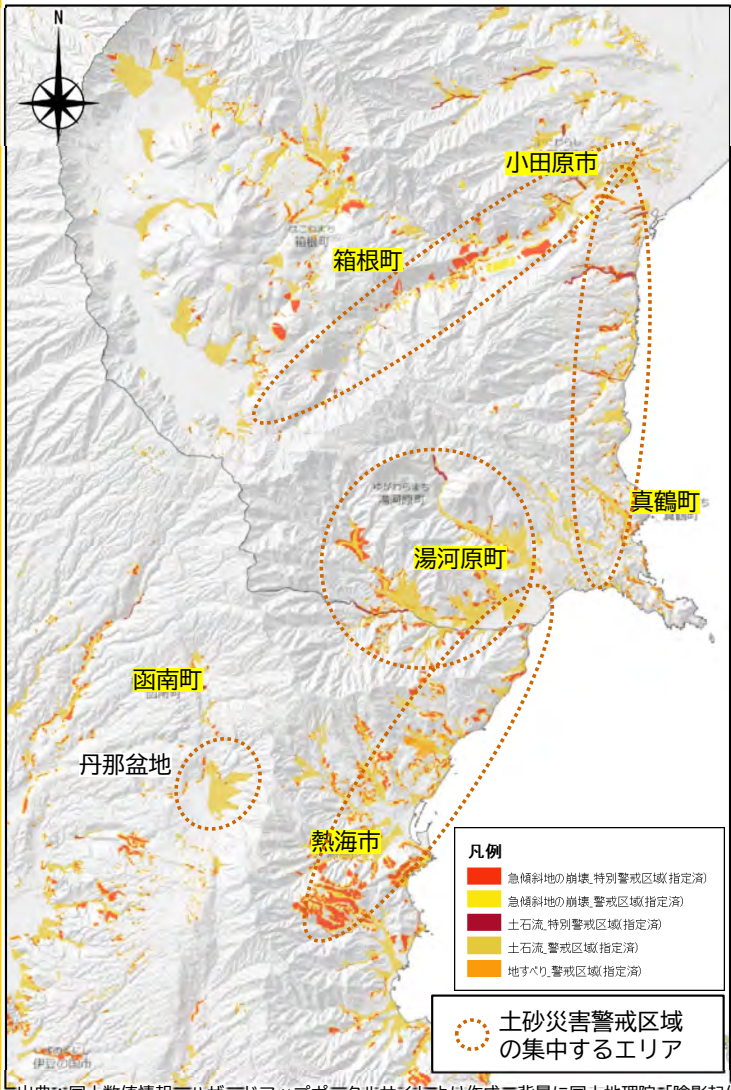 N
小田原市
はこねまち
箱根町
箱根町
ゆがわらまち
湯河原町
真鶴町
湯河原町
函南町
丹那盆地
熱海市
凡例
急傾斜地の崩壊_特別警戒区域(指定済)
急傾斜地の崩壊_警戒区域(指定済)
土石流_特別警戒区域(指定済)
土石流_警戒区域(指定済)
地すべり_警戒区域(指定済)
土砂災害警戒区域
の集中するエリア
伊豆の国市